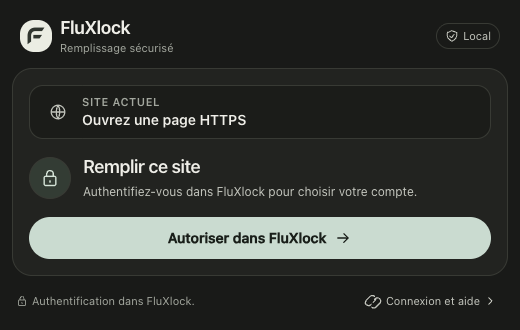 FluXlock
Remplissage sécurisé
Local
SITE ACTUEL
Ouvrez une page HTTPS
Remplir ce site
Authentifiez-vous dans FluXlock pour choisir votre compte.
Autoriser dans FluXlock →
Authentification dans FluXlock.
Connexion et aide